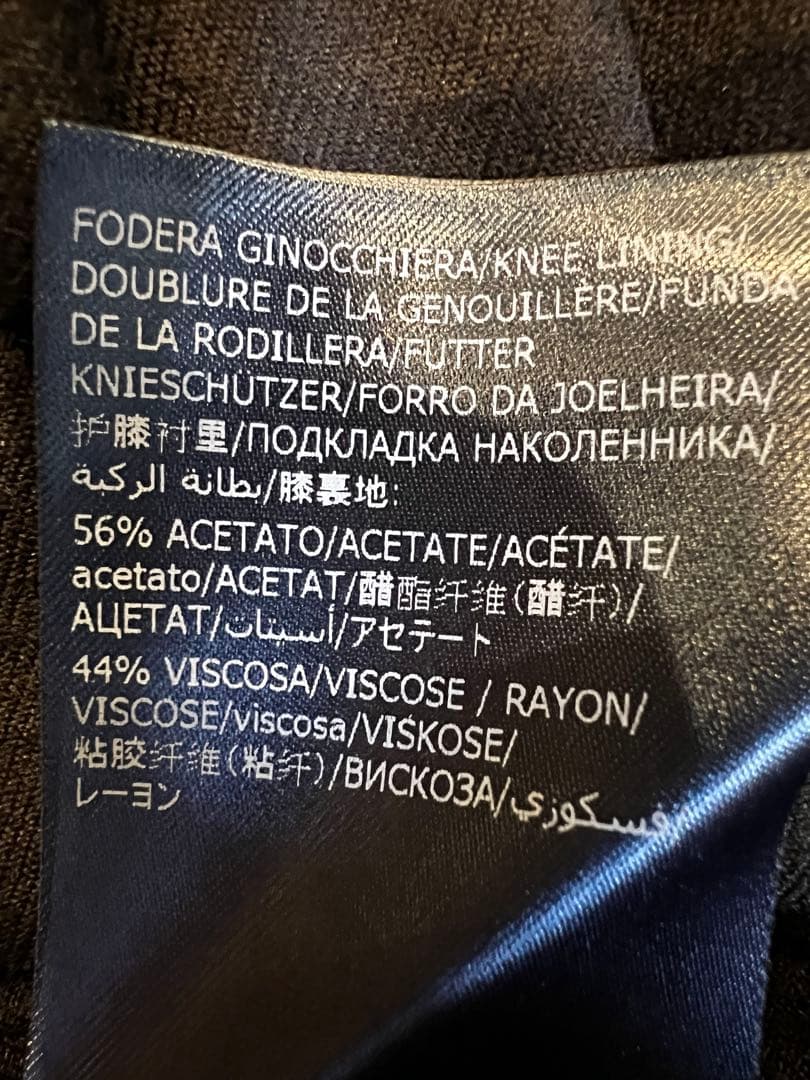 FODERA GINOCCHIERA/KNEE LINING/
DOUBLURE DE LA GENOUILLÈRE/FUNDA
DE LA RODILLERA/FUTTER
KNIESCHUTZER/FORRO DA JOELHEIRA/
护膝衬里/ПОДКЛАДКА НАКОЛЕННИКА/
بطانة الركبة/膝裏地:
56% ACETATO/ACETATE/ACÉTATE/
acetato/ACETAT/醋酯纤维(醋纤)/
АЦЕТАТ/أسيتات/アセテート
44% VISCOSA/VISCOSE / RAYON/
VISCOSE/viscosa/VISKOSE/
粘胶纤维(粘纤)/ВИСКОЗА/فسكوزي/
レーヨン